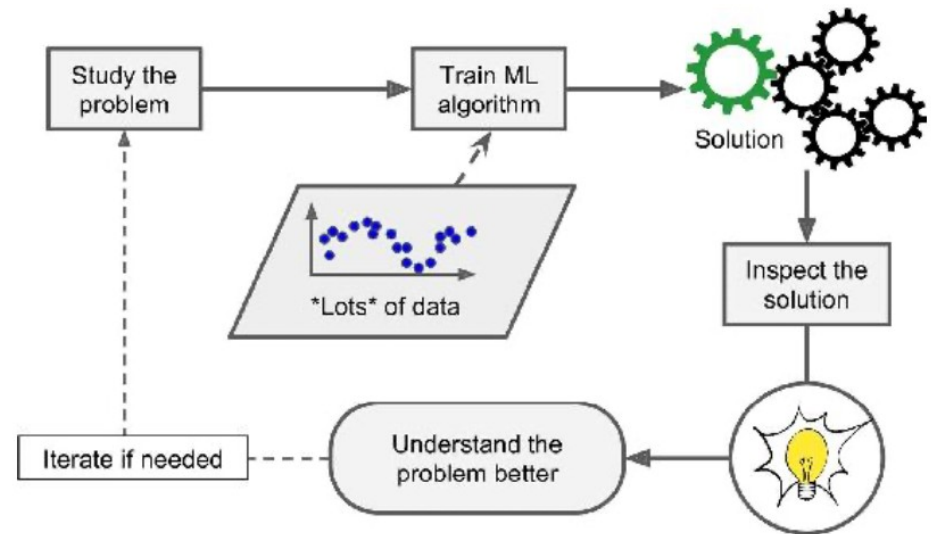 Study the
problem
Train ML
algorithm
Solution
*Lots* of data
Inspect the
solution
Understand the
problem better
Iterate if needed